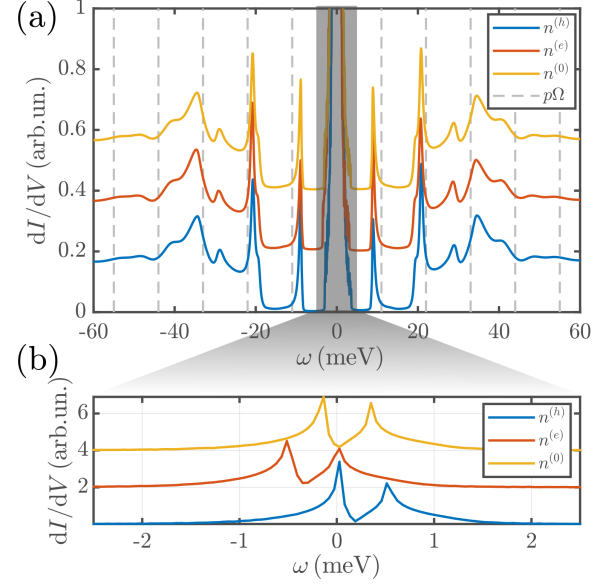 (a)
1
0.8
0.6
0.4
0.2
0
dI/dV (arb.un.)
n^(h)
n^(e)
n^(0)
pΩ
-60 -40 -20 0 20 40 60
ω (meV)
(b)
6
4
2
dI/dV (arb.un.)
n^(h)
n^(e)
n^(0)
-2 -1 0 1 2
ω (meV)